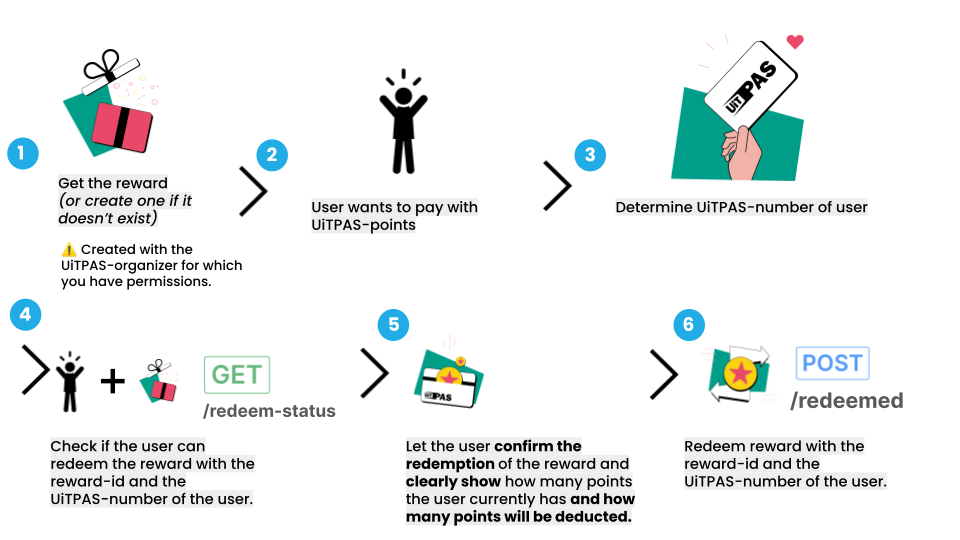 1
Get the reward
(or create one if it
doesn't exist)
⚠️ Created with the
UiTPAS-organizer for which
you have permissions.
2
User wants to pay with
UiTPAS-points
3
UiTPAS
Determine UiTPAS-number of user
4
+
GET
/redeem-status
Check if the user can
redeem the reward with the
reward-id and the
UiTPAS-number of the user.
5
UiTPAS
Let the user confirm the
redemption of the reward and
clearly show how many points
the user currently has and how
many points will be deducted.
6
POST
/redeemed
Redeem reward with the
reward-id and the
UiTPAS-number of the user.